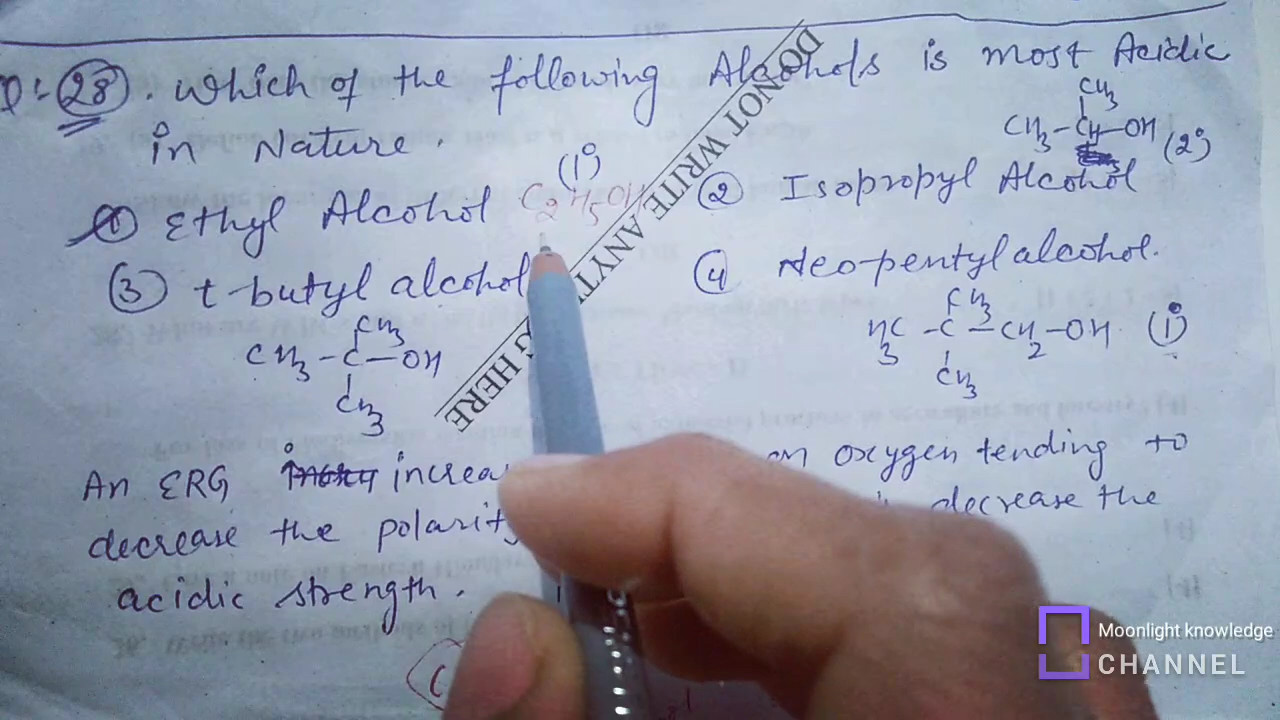 28. Which of the following Alcohols is most Acidic
in Nature.
① Ethyl Alcohol C2H5OH (1°)
② Isopropyl Alcohol
CH3
CH3-CH-OH (2°)
③ t-butyl alcohol
④ Neo-pentyl alcohol.
CH3
CH3-C-OH
CH3
CH3
H3C-C-CH2-OH (1°)
CH3
An ERG increas on oxygen tending to
decrease the polarity decrease the
acidic strength.
DO NOT WRITE ANYTHING HERE
Moonlight knowledge
CHANNEL